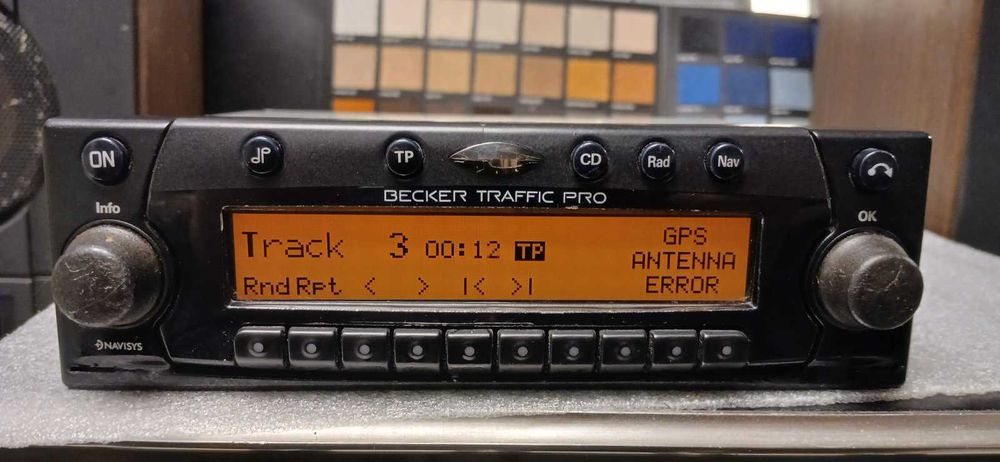 ON
TP
CD
Rad
Nav
BECKER TRAFFIC PRO
Info
OK
Track 3 00:12 TP
GPS
ANTENNA
ERROR
Rnd Rpt < > |< >|
NAVISYS